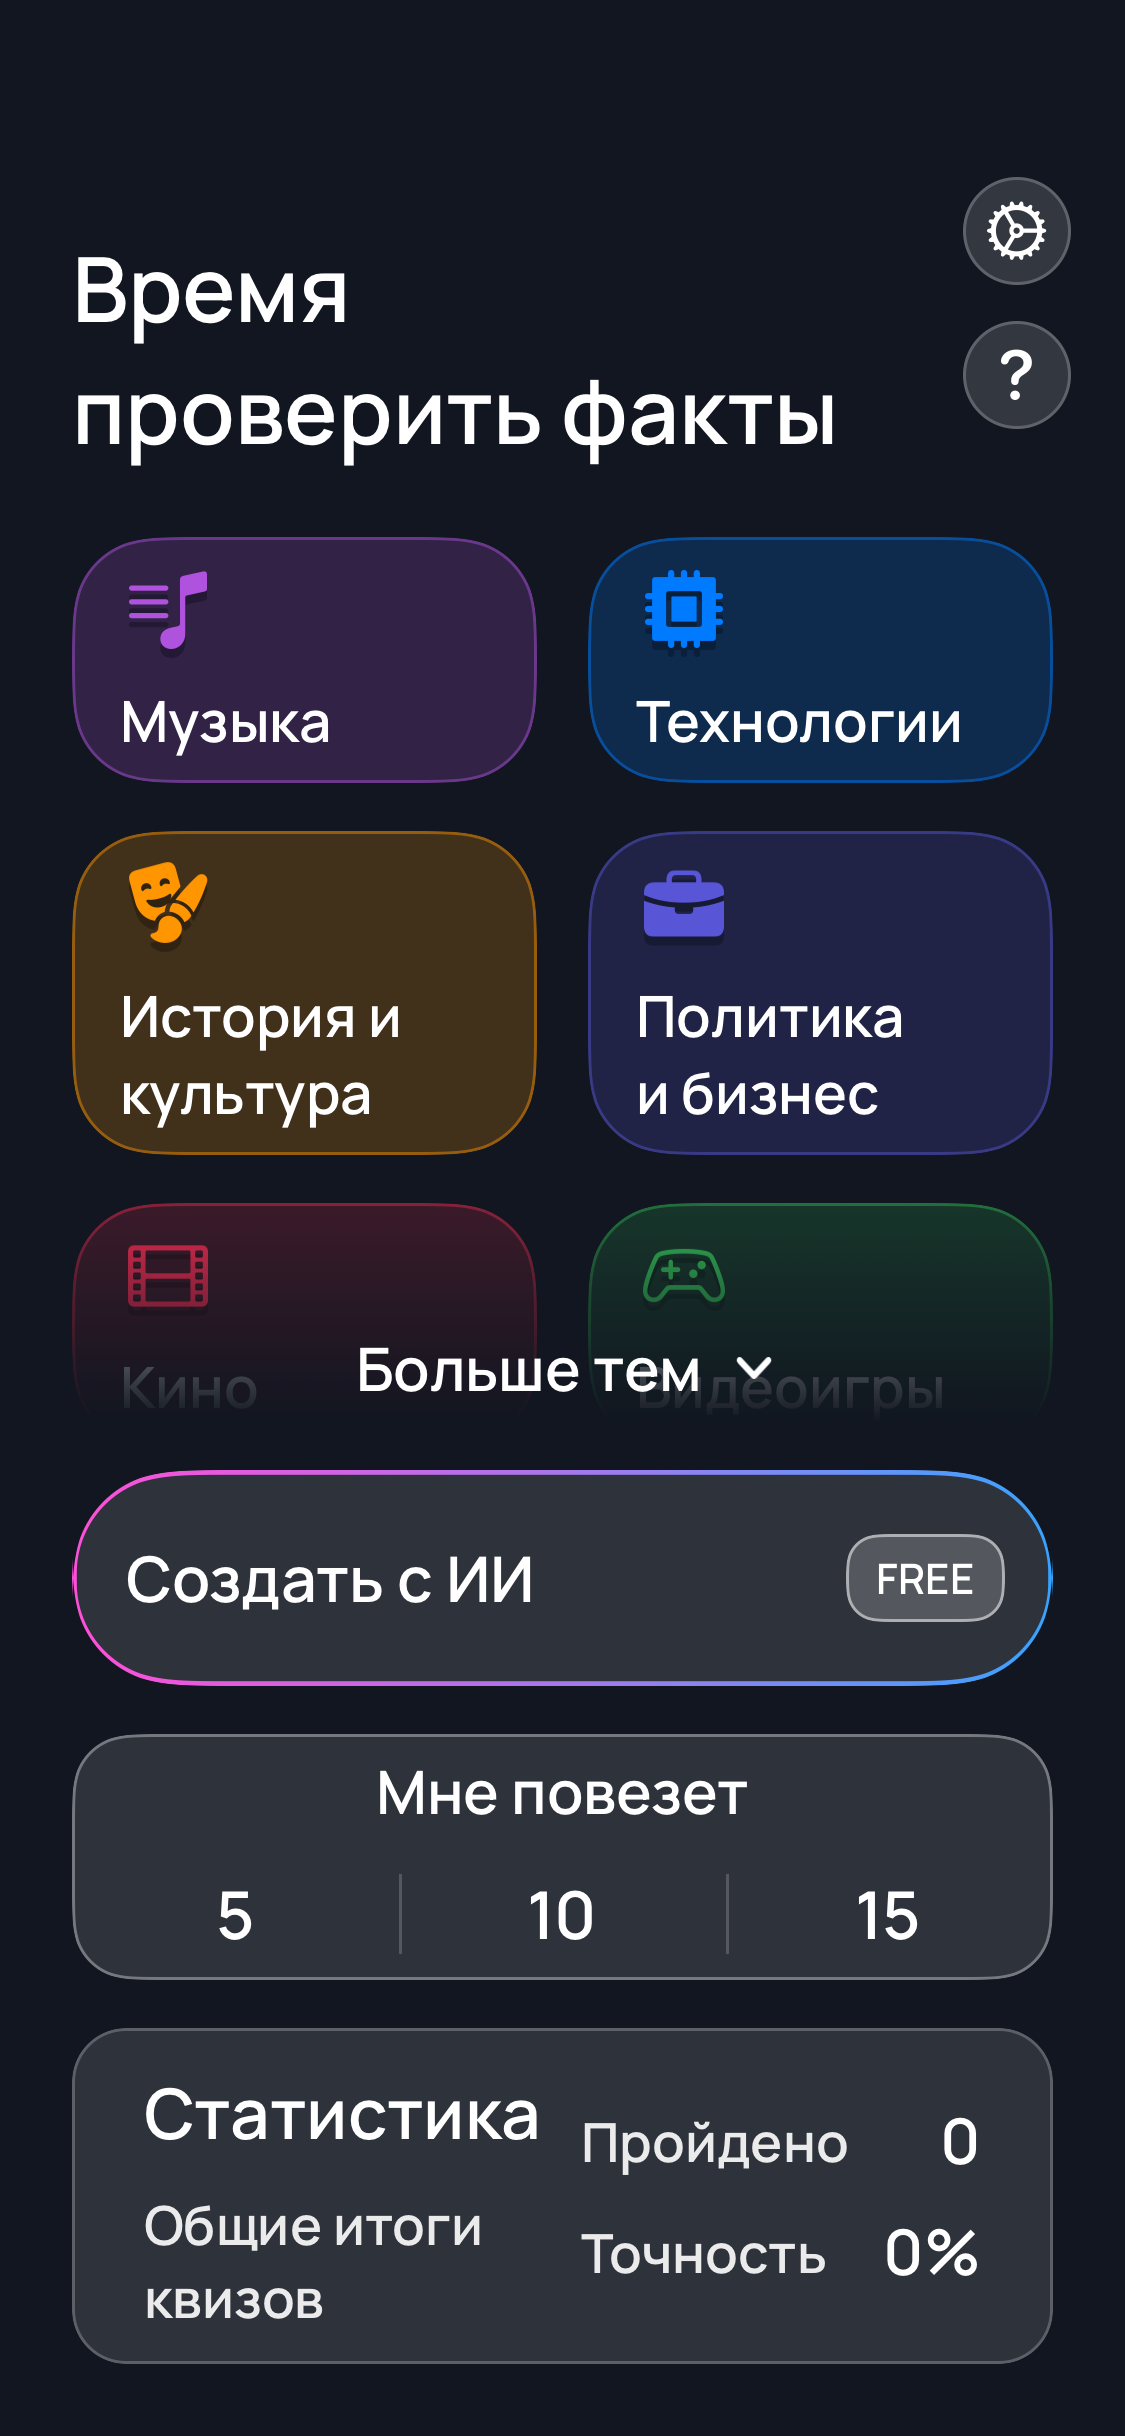 Время
проверить факты
?
Музыка
Технологии
История и
культура
Политика
и бизнес
Кино
Видеоигры
Больше тем
Создать с ИИ
FREE
Мне повезет
5
10
15
Статистика
Общие итоги
квизов
Пройдено 0
Точность 0%